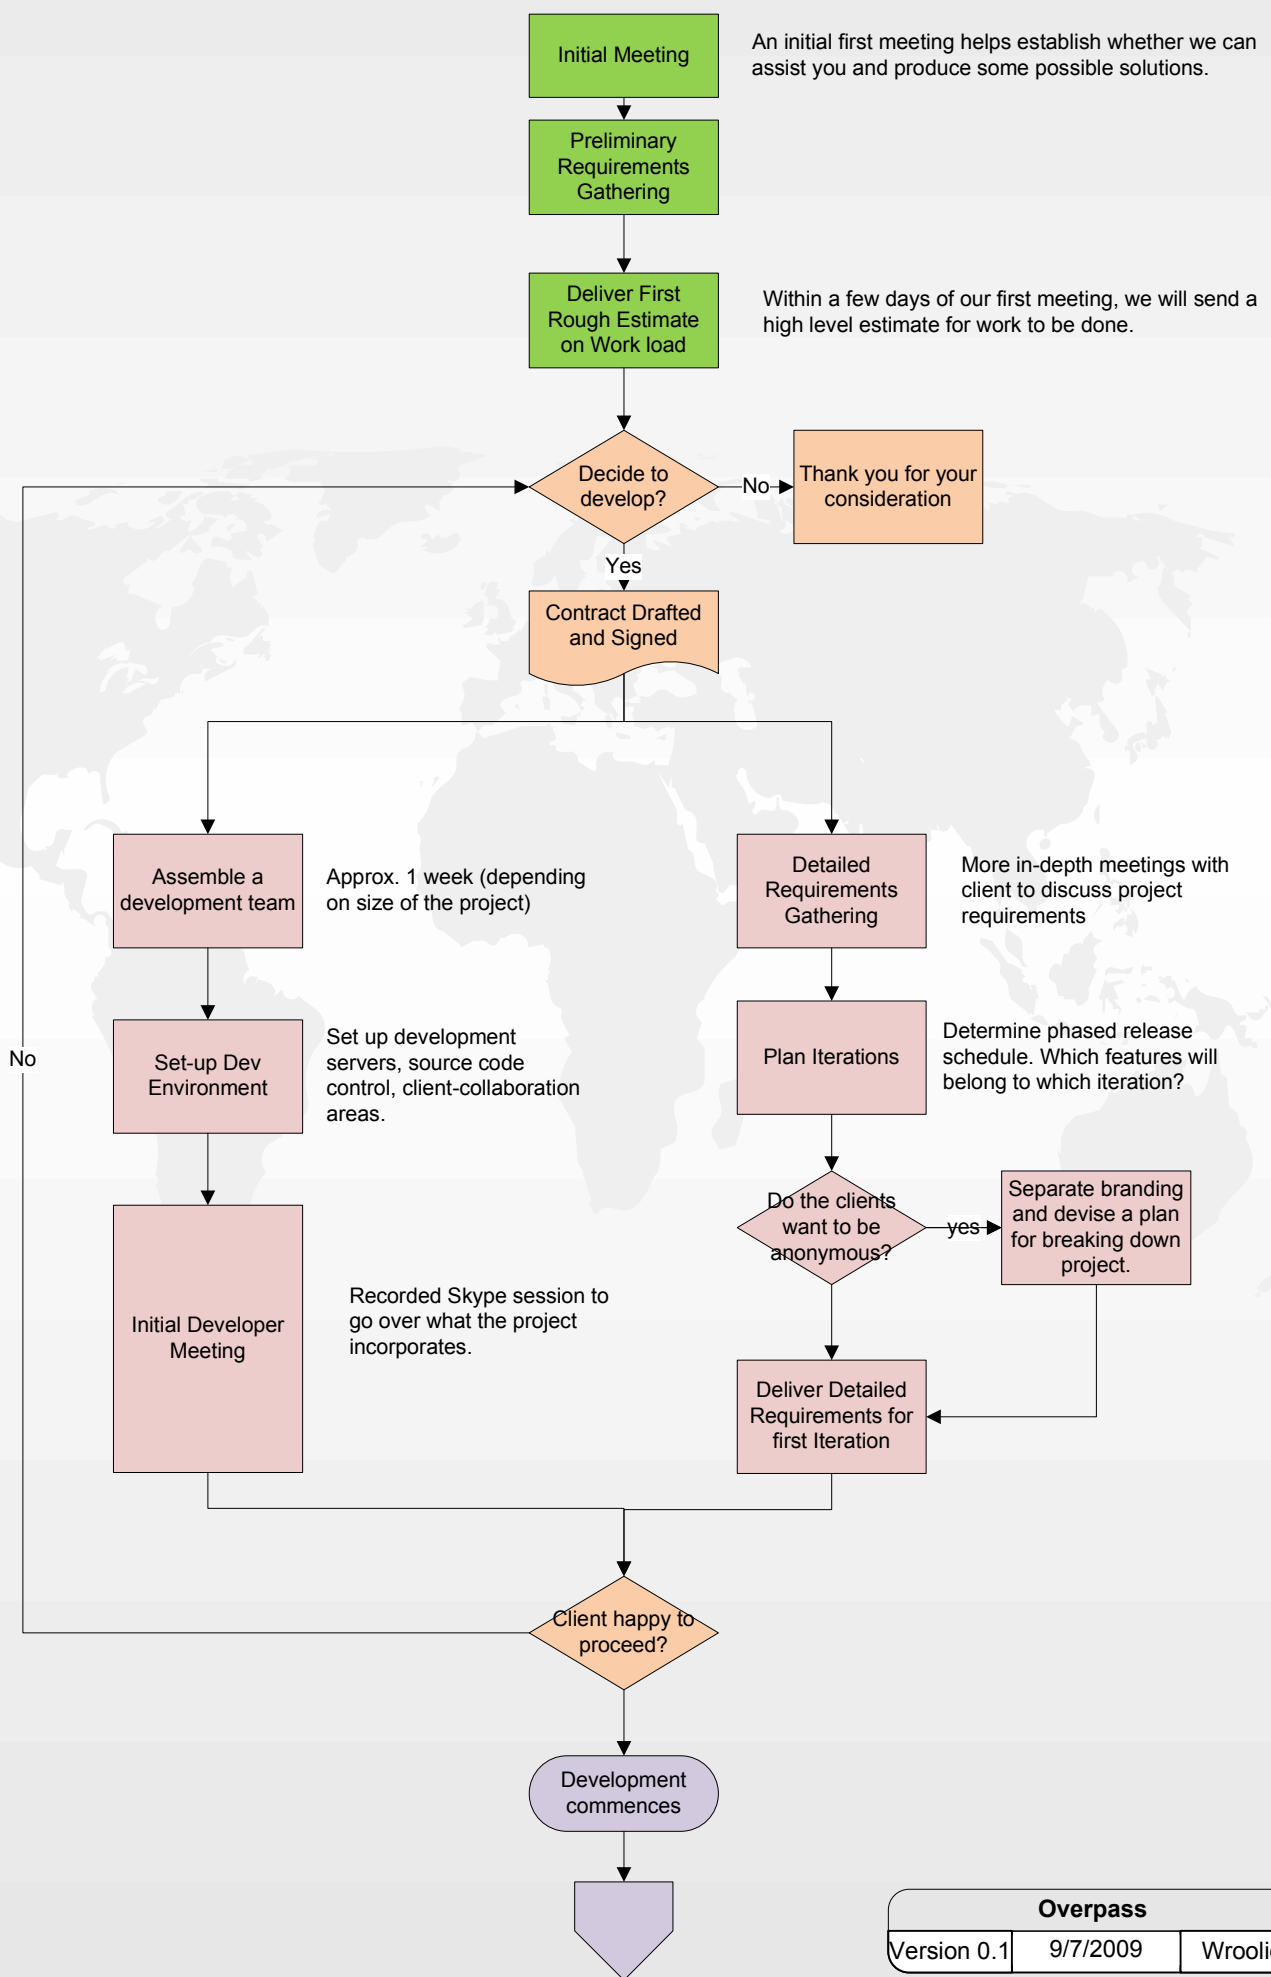 Initial Meeting
An initial first meeting helps establish whether we can
assist you and produce some possible solutions.
Preliminary
Requirements
Gathering
Deliver First
Rough Estimate
on Work load
Within a few days of our first meeting, we will send a
high level estimate for work to be done.
Decide to
develop?
No
Thank you for your
consideration
Yes
Contract Drafted
and Signed
Assemble a
development team
Approx. 1 week (depending
on size of the project)
Detailed
Requirements
Gathering
More in-depth meetings with
client to discuss project
requirements
No
Set-up Dev
Environment
Set up development
servers, source code
control, client-collaboration
areas.
Plan Iterations
Determine phased release
schedule. Which features will
belong to which iteration?
Do the clients
want to be
anonymous?
yes
Separate branding
and devise a plan
for breaking down
project.
Initial Developer
Meeting
Recorded Skype session to
go over what the project
incorporates.
Deliver Detailed
Requirements for
first Iteration
Client happy to
proceed?
Development
commences
Overpass
Version 0.1
9/7/2009